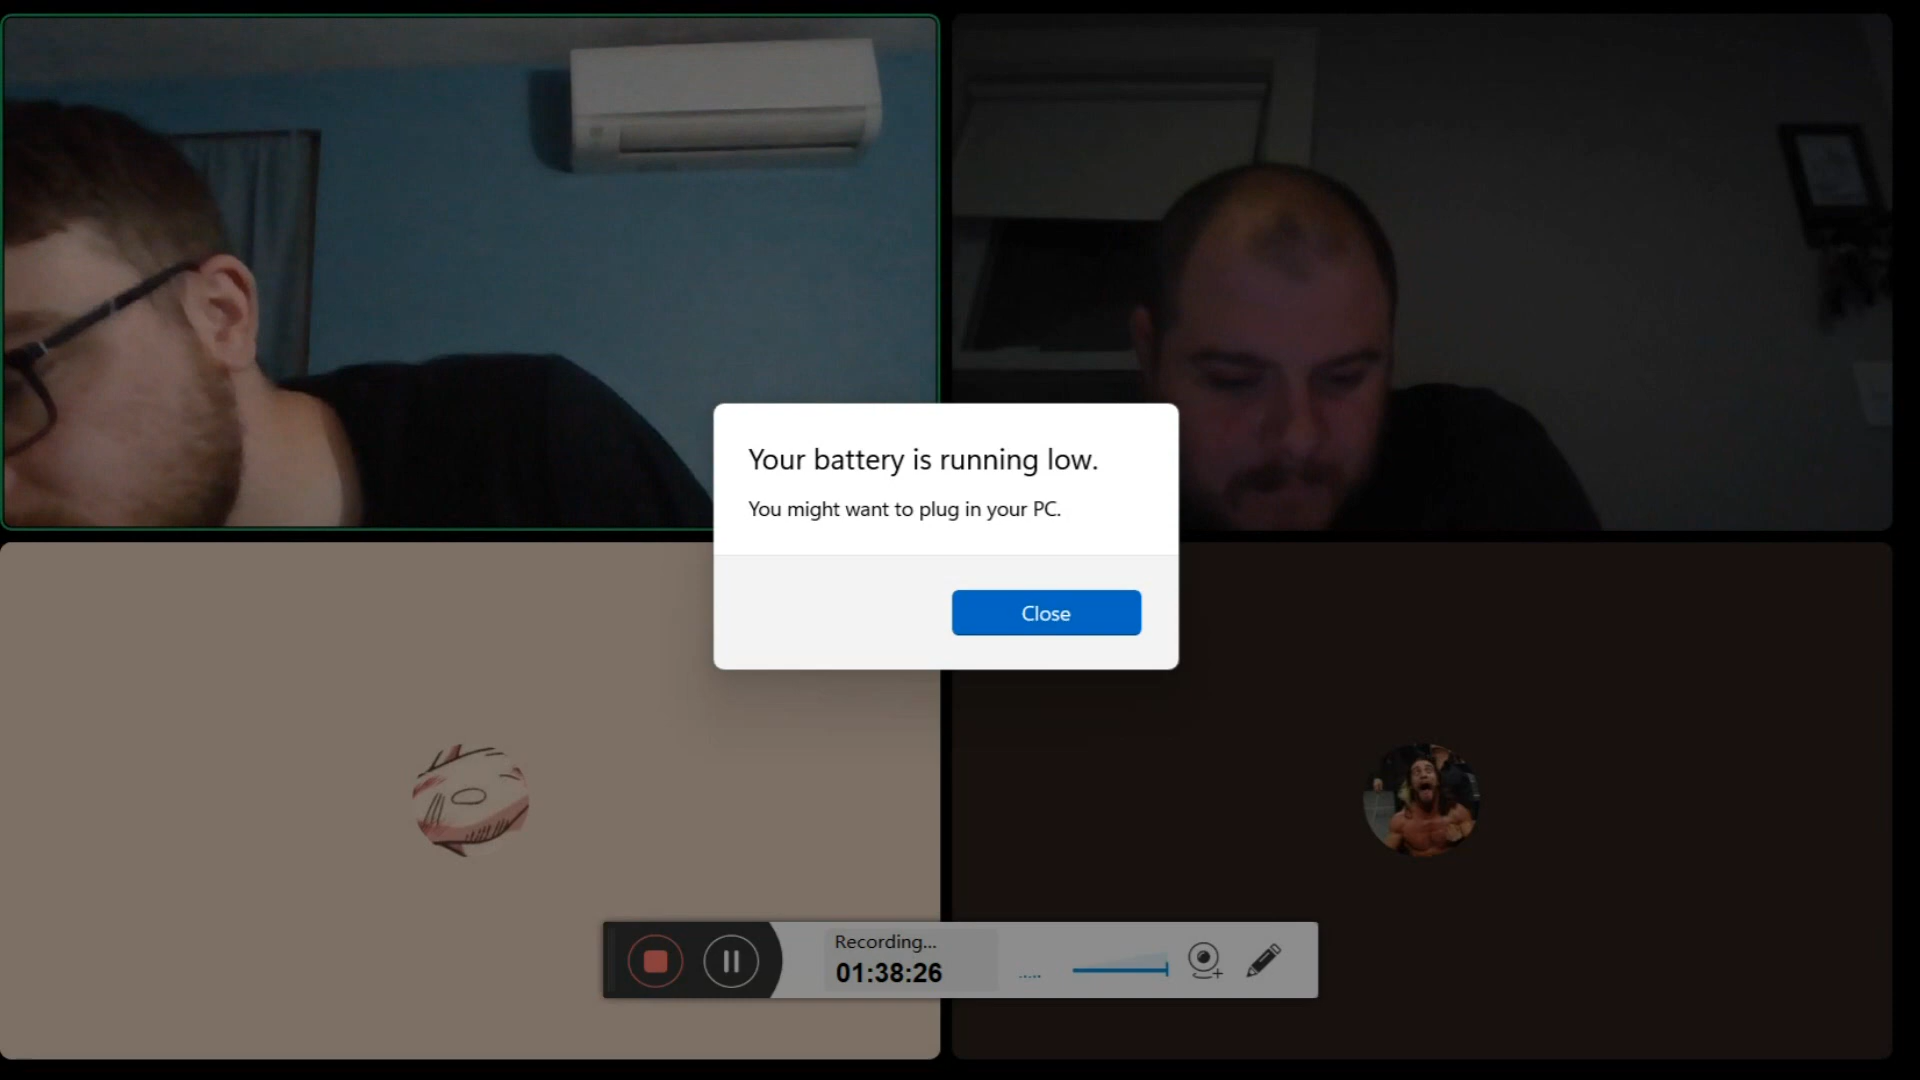 Your battery is running low.
You might want to plug in your PC.
Close
Recording...
01:38:26